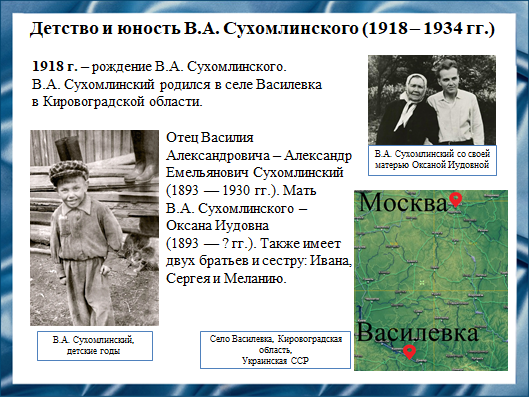 Детство и юность В.А. Сухомлинского (1918 – 1934 гг.)
1918 г. – рождение В.А. Сухомлинского.
В.А. Сухомлинский родился в селе Василевка
в Кировоградской области.
В.А. Сухомлинский со своей
матерью Оксаной Иудовной
Отец Василия
Александровича – Александр
Емельянович Сухомлинский
(1893 — 1930 гг.). Мать
В.А. Сухомлинского –
Оксана Иудовна
(1893 — ? гг.). Также имеет
двух братьев и сестру: Ивана,
Сергея и Меланию.
Москва
Василевка
В.А. Сухомлинский,
детские годы
Село Василевка, Кировоградская
область,
Украинская ССР